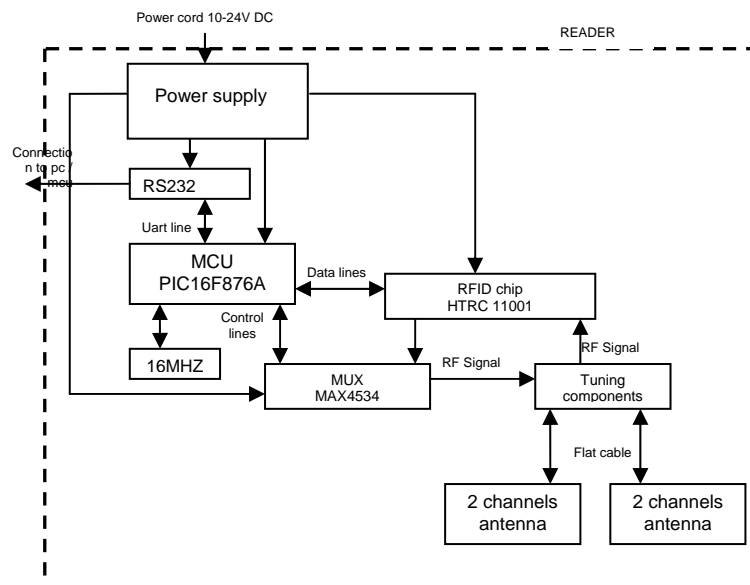 Power cord 10-24V DC
READER
Power supply
Connectio
n to pc /
mcu
RS232
Uart line
MCU
PIC16F876A
Data lines
RFID chip
HTRC 11001
Control
lines
RF Signal
16MHZ
MUX
MAX4534
RF Signal
Tuning
components
Flat cable
2 channels
antenna
2 channels
antenna